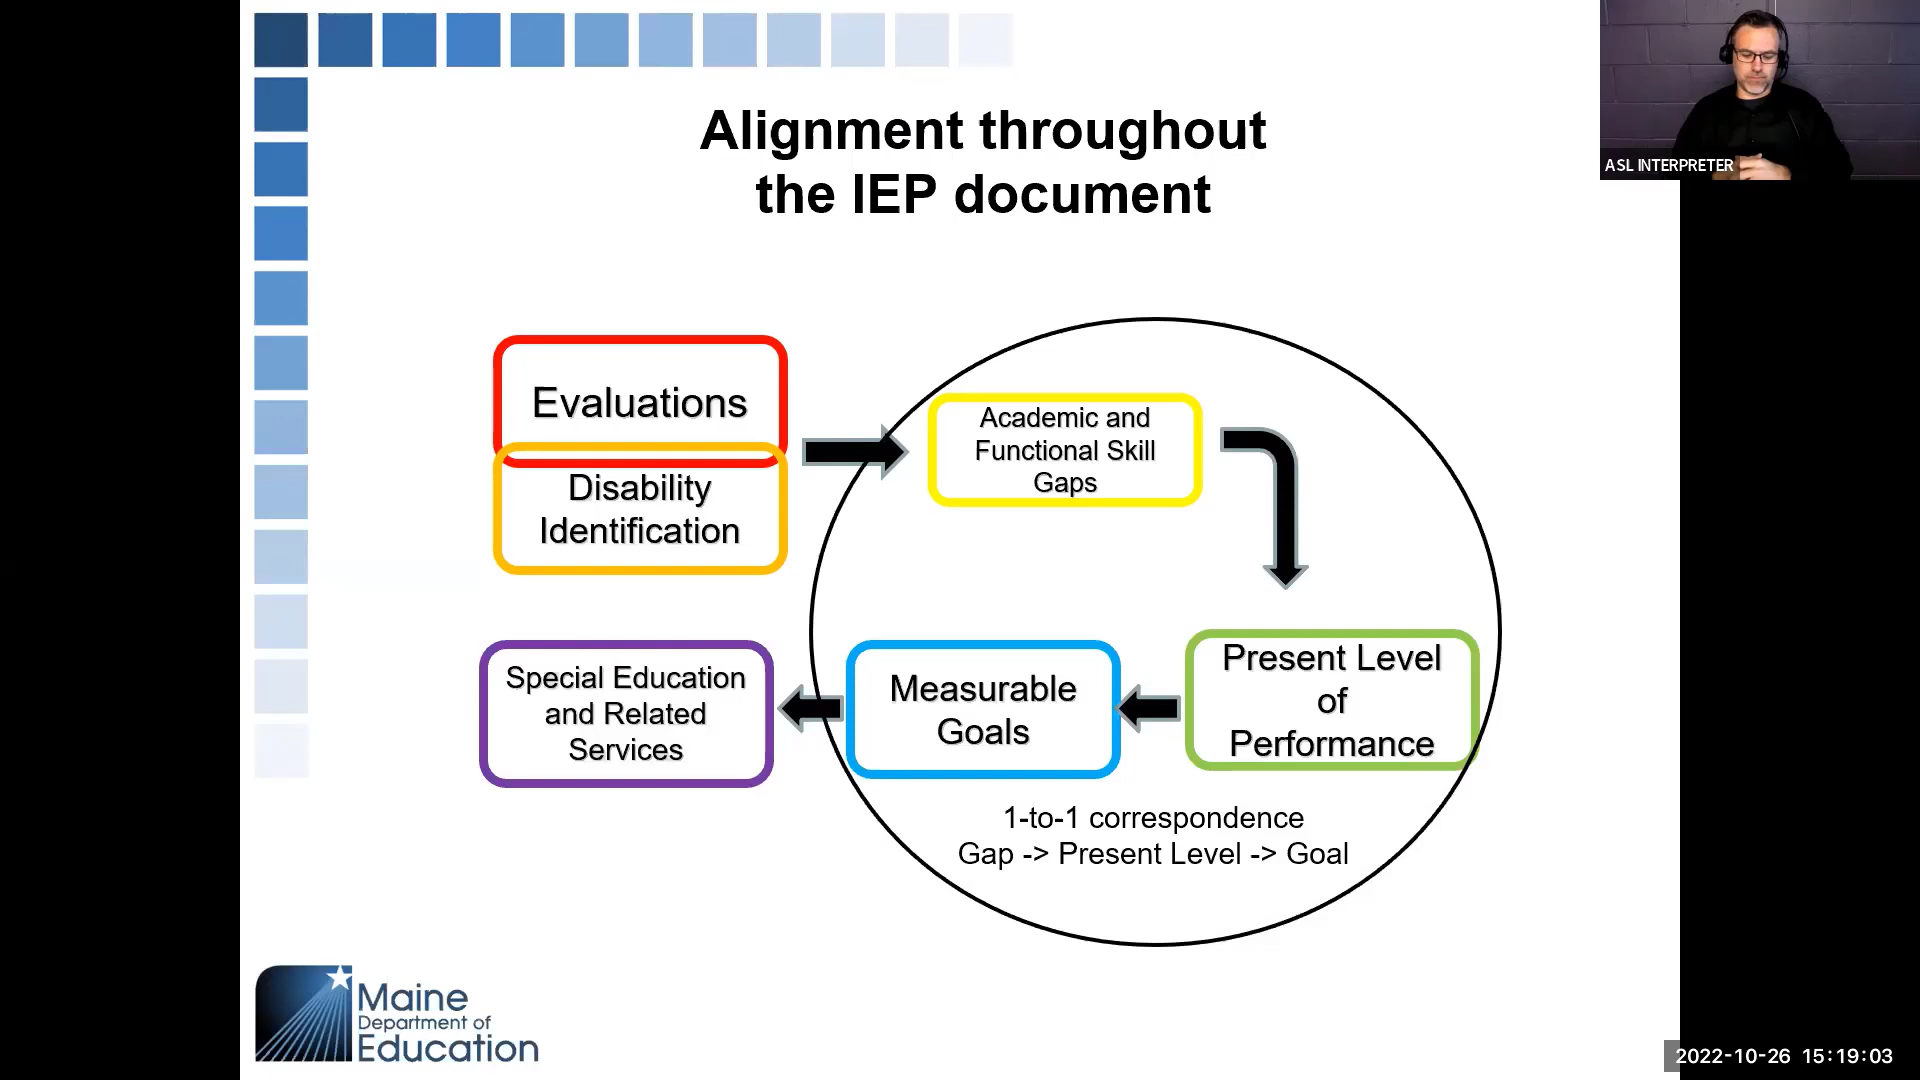 Alignment throughout
the IEP document
ASL INTERPRETER
Evaluations
Disability
Identification
Academic and
Functional Skill
Gaps
Present Level
of
Performance
Measurable
Goals
Special Education
and Related
Services
1-to-1 correspondence
Gap -> Present Level -> Goal
Maine
Department of
Education
2022-10-26 15:19:03